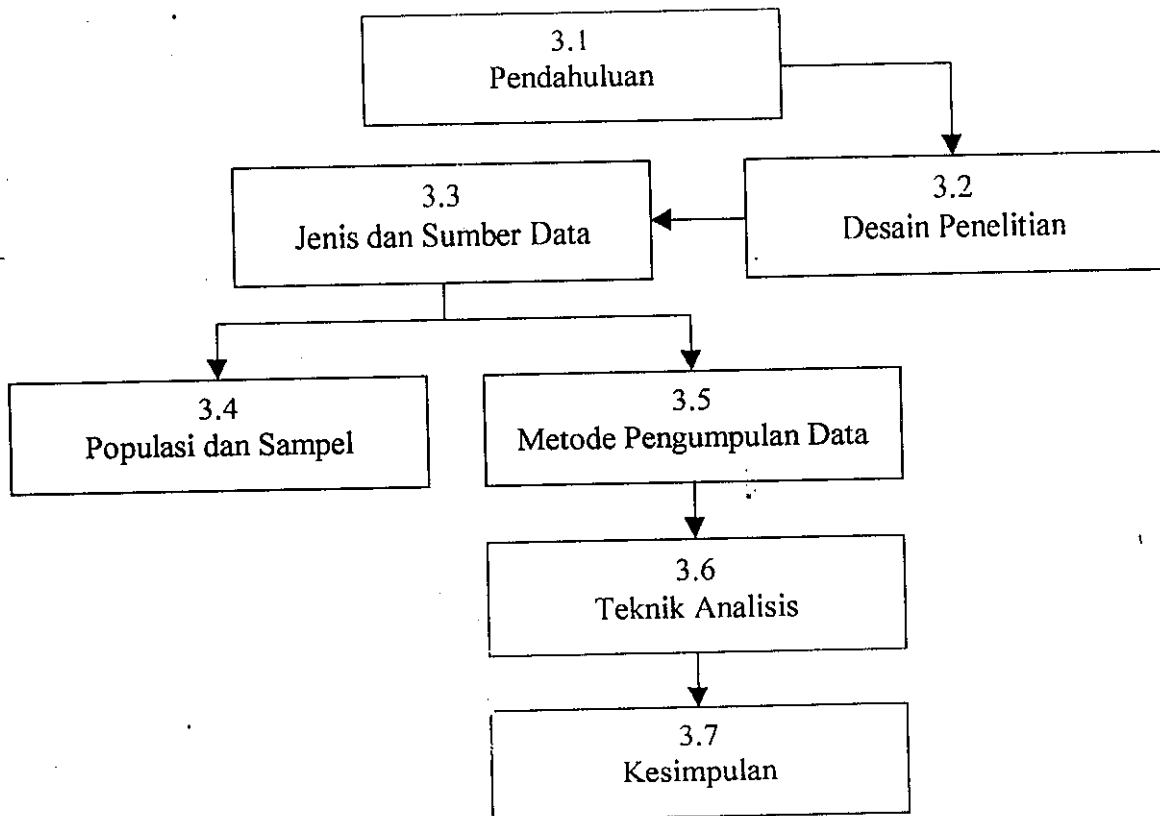 3.1
Pendahuluan
3.2
Desain Penelitian
3.3
Jenis dan Sumber Data
3.4
Populasi dan Sampel
3.5
Metode Pengumpulan Data
3.6
Teknik Analisis
3.7
Kesimpulan